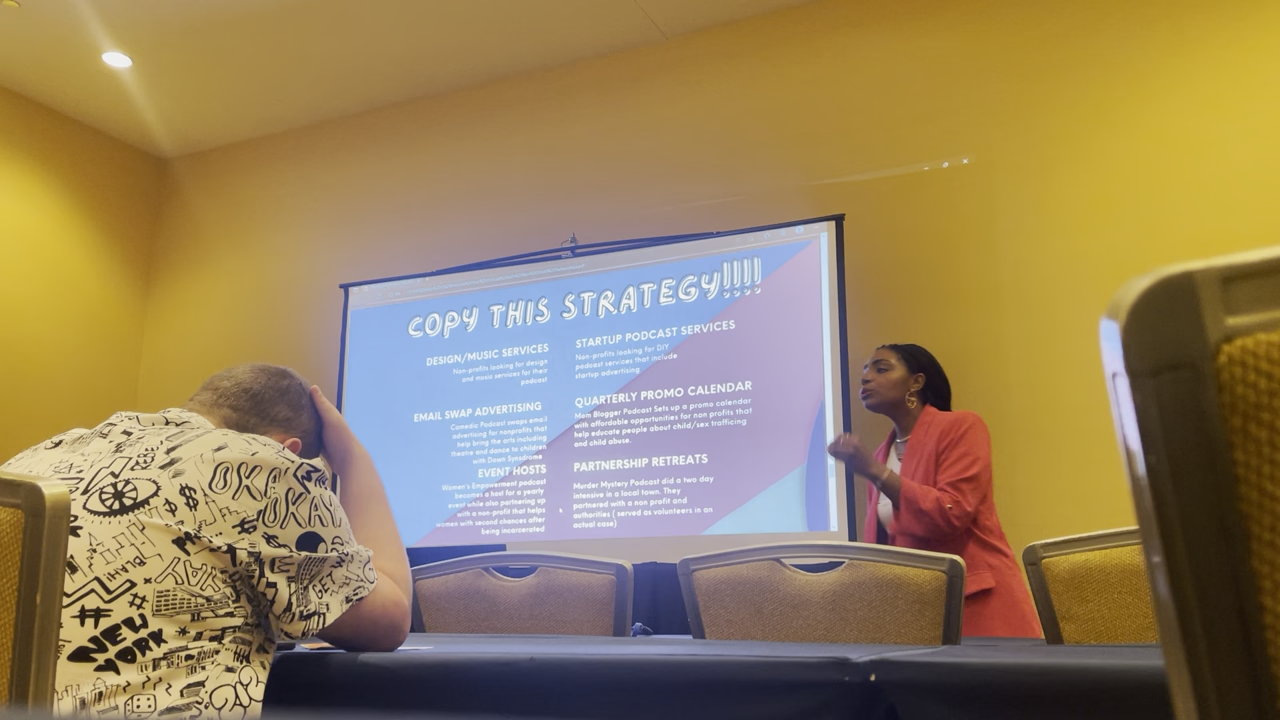 COPY THIS STRATEGY!!!!
DESIGN/MUSIC SERVICES
Non-profits looking for design
and music services for their
podcast
EMAIL SWAP ADVERTISING
Comedic Podcast swaps email
advertising for nonprofits that
help bring the arts including
theatre and dance to children
with Down Sysndrome
EVENT HOSTS
Women's Empowerment podcast
becomes a host for a yearly
event while also partnering up
with a non-profit that helps
women with second chances after
being incarcerated
STARTUP PODCAST SERVICES
Non-profits looking for DIY
podcast services that include
startup advertising
QUARTERLY PROMO CALENDAR
Mom Blogger Podcast Sets up a promo calendar
with affordable opportunities for non profits that
help educate people about child/sex trafficking
and child abuse.
PARTNERSHIP RETREATS
Murder Mystery Podcast did a two day
intensive in a local town. They
partnered with a non profit and
authorities ( served as volunteers in an
actual case)
OKAY
OKAY
$
$
#
#
NEW
YORK